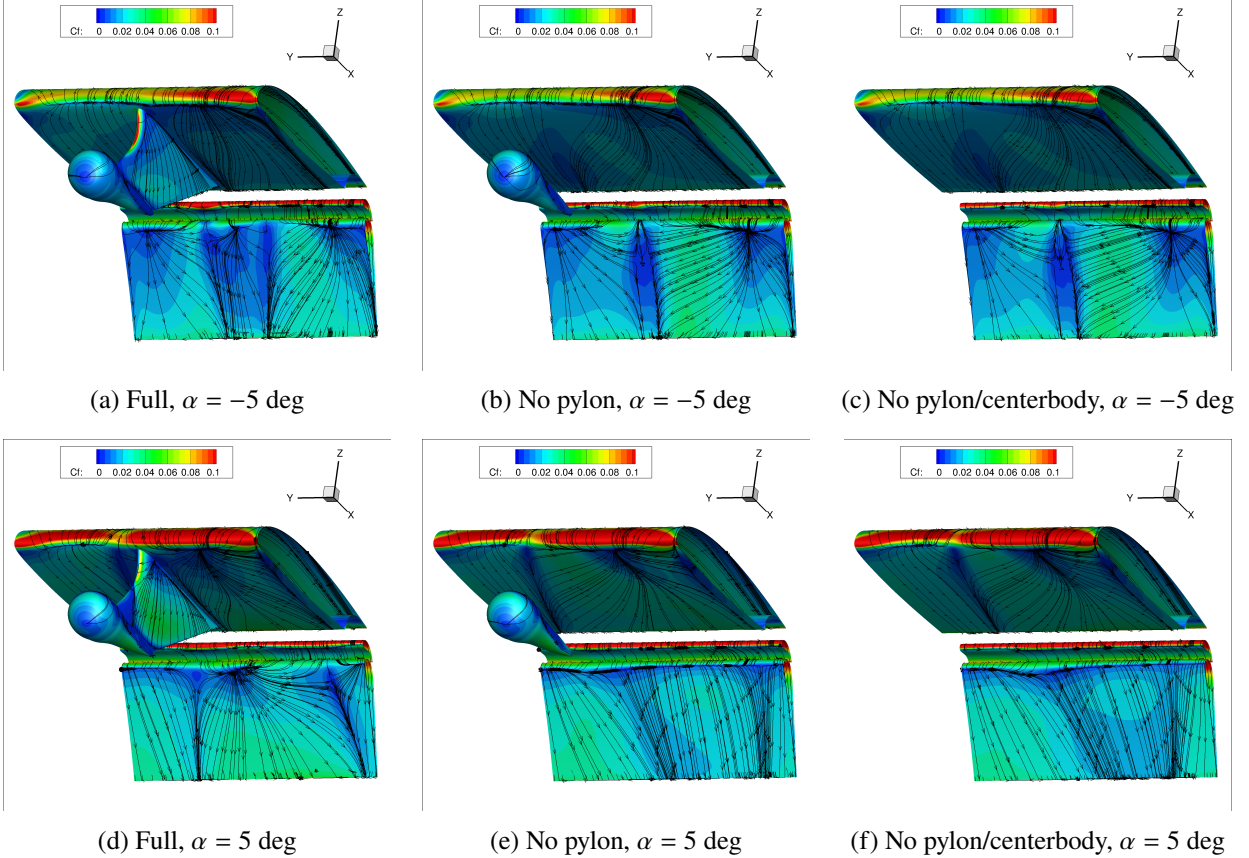 Cf: 0 0.02 0.04 0.06 0.08 0.1
Z
Y
X
Cf: 0 0.02 0.04 0.06 0.08 0.1
Z
Y
X
Cf: 0 0.02 0.04 0.06 0.08 0.1
Z
Y
X
(a) Full, α = −5 deg
(b) No pylon, α = −5 deg
(c) No pylon/centerbody, α = −5 deg
Cf: 0 0.02 0.04 0.06 0.08 0.1
Z
Y
X
Cf: 0 0.02 0.04 0.06 0.08 0.1
Z
Y
X
Cf: 0 0.02 0.04 0.06 0.08 0.1
Z
Y
X
(d) Full, α = 5 deg
(e) No pylon, α = 5 deg
(f) No pylon/centerbody, α = 5 deg